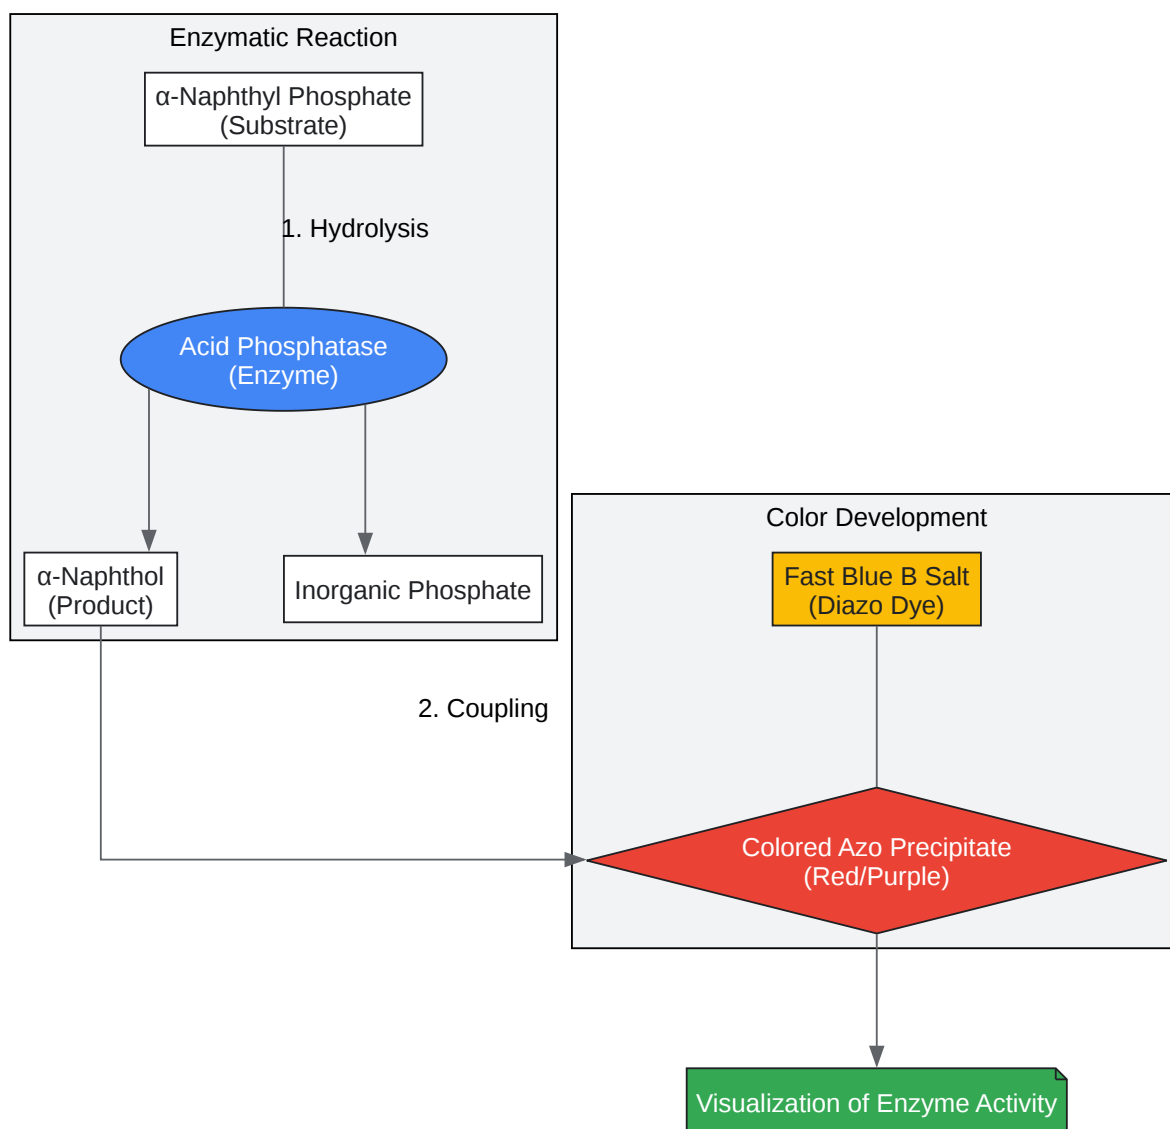 Enzymatic Reaction
α-Naphthyl Phosphate
(Substrate)
1. Hydrolysis
Acid Phosphatase
(Enzyme)
α-Naphthol
(Product)
Inorganic Phosphate
2. Coupling
Color Development
Fast Blue B Salt
(Diazo Dye)
Colored Azo Precipitate
(Red/Purple)
Visualization of Enzyme Activity